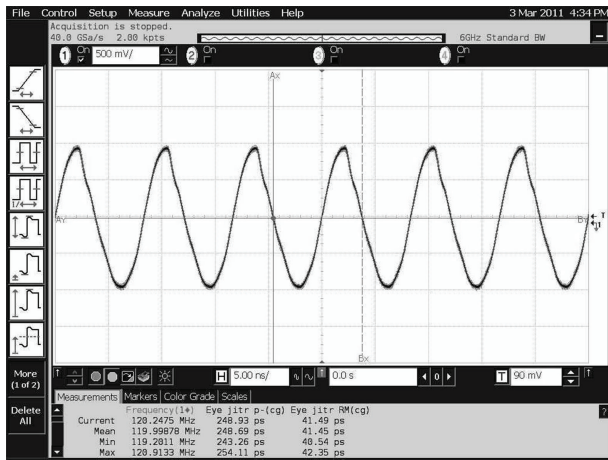 File Control Setup Measure Analyze Utilities Help 3 Mar 2011 4:34 PM
Acquisition is stopped.
40.0 GSa/s 2.00 kpts 6GHz Standard BW
1 On 500 mV/ 2 On 3 On 4 On
Ax
Ay By T
Bx
More
(1 of 2)
Delete
All
H 5.00 ns/ 0.0 s 0 T 90 mV
Measurements Markers Color Grade Scales
Frequency(1) Eye jitr p-(cg) Eye jitr RM(cg)
Current 120.2475 MHz 248.93 ps 41.49 ps
Mean 119.99878 MHz 248.69 ps 41.45 ps
Min 119.2011 MHz 243.26 ps 40.54 ps
Max 120.9133 MHz 254.11 ps 42.35 ps
?